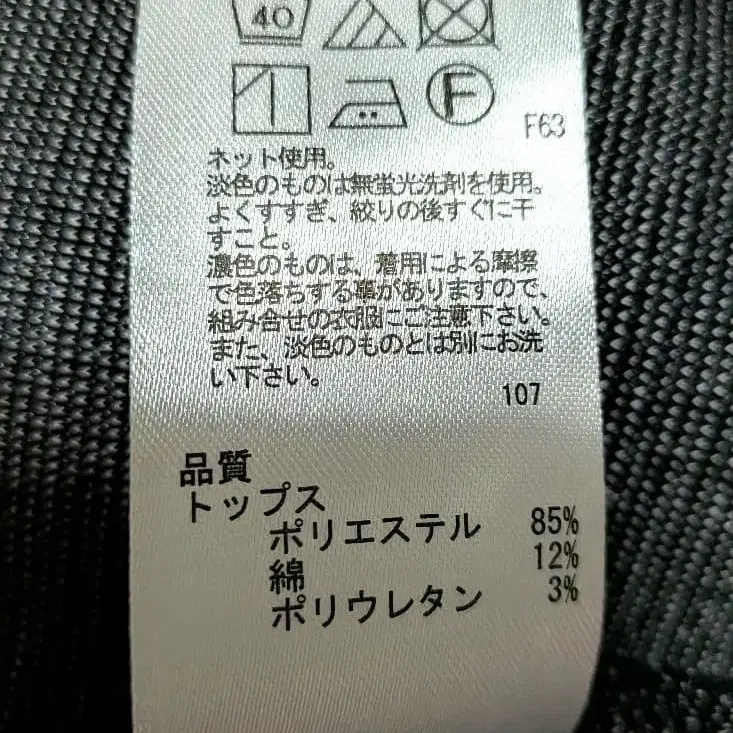 40
F
F63
ネット使用。
淡色のものは無蛍光洗剤を使用。
よくすすぎ、絞りの後すぐに干
すこと。
濃色のものは、着用による摩擦
で色落ちする事がありますので、
組み合せの衣服にご注意下さい。
また、淡色のものとは別にお洗
い下さい。
107
品質
トップス
ポリエステル 85%
綿 12%
ポリウレタン 3%